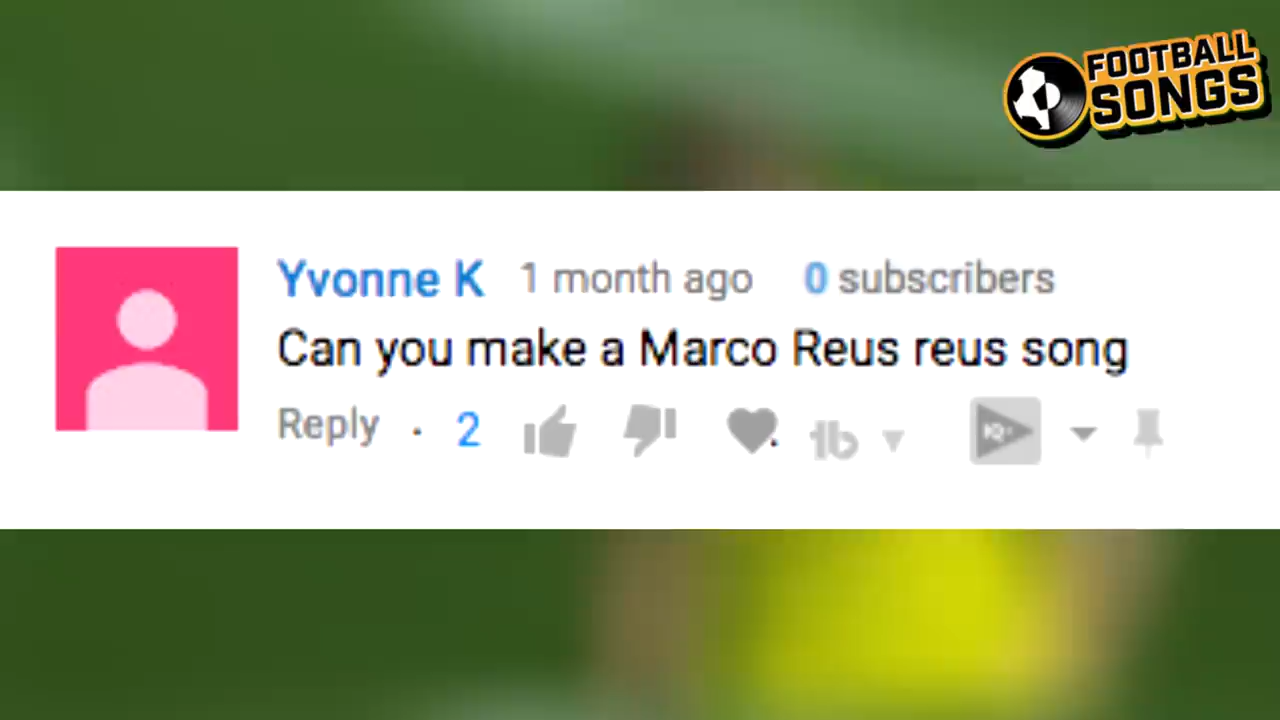 FOOTBALL
SONGS
Yvonne K 1 month ago 0 subscribers
Can you make a Marco Reus reus song
Reply · 2